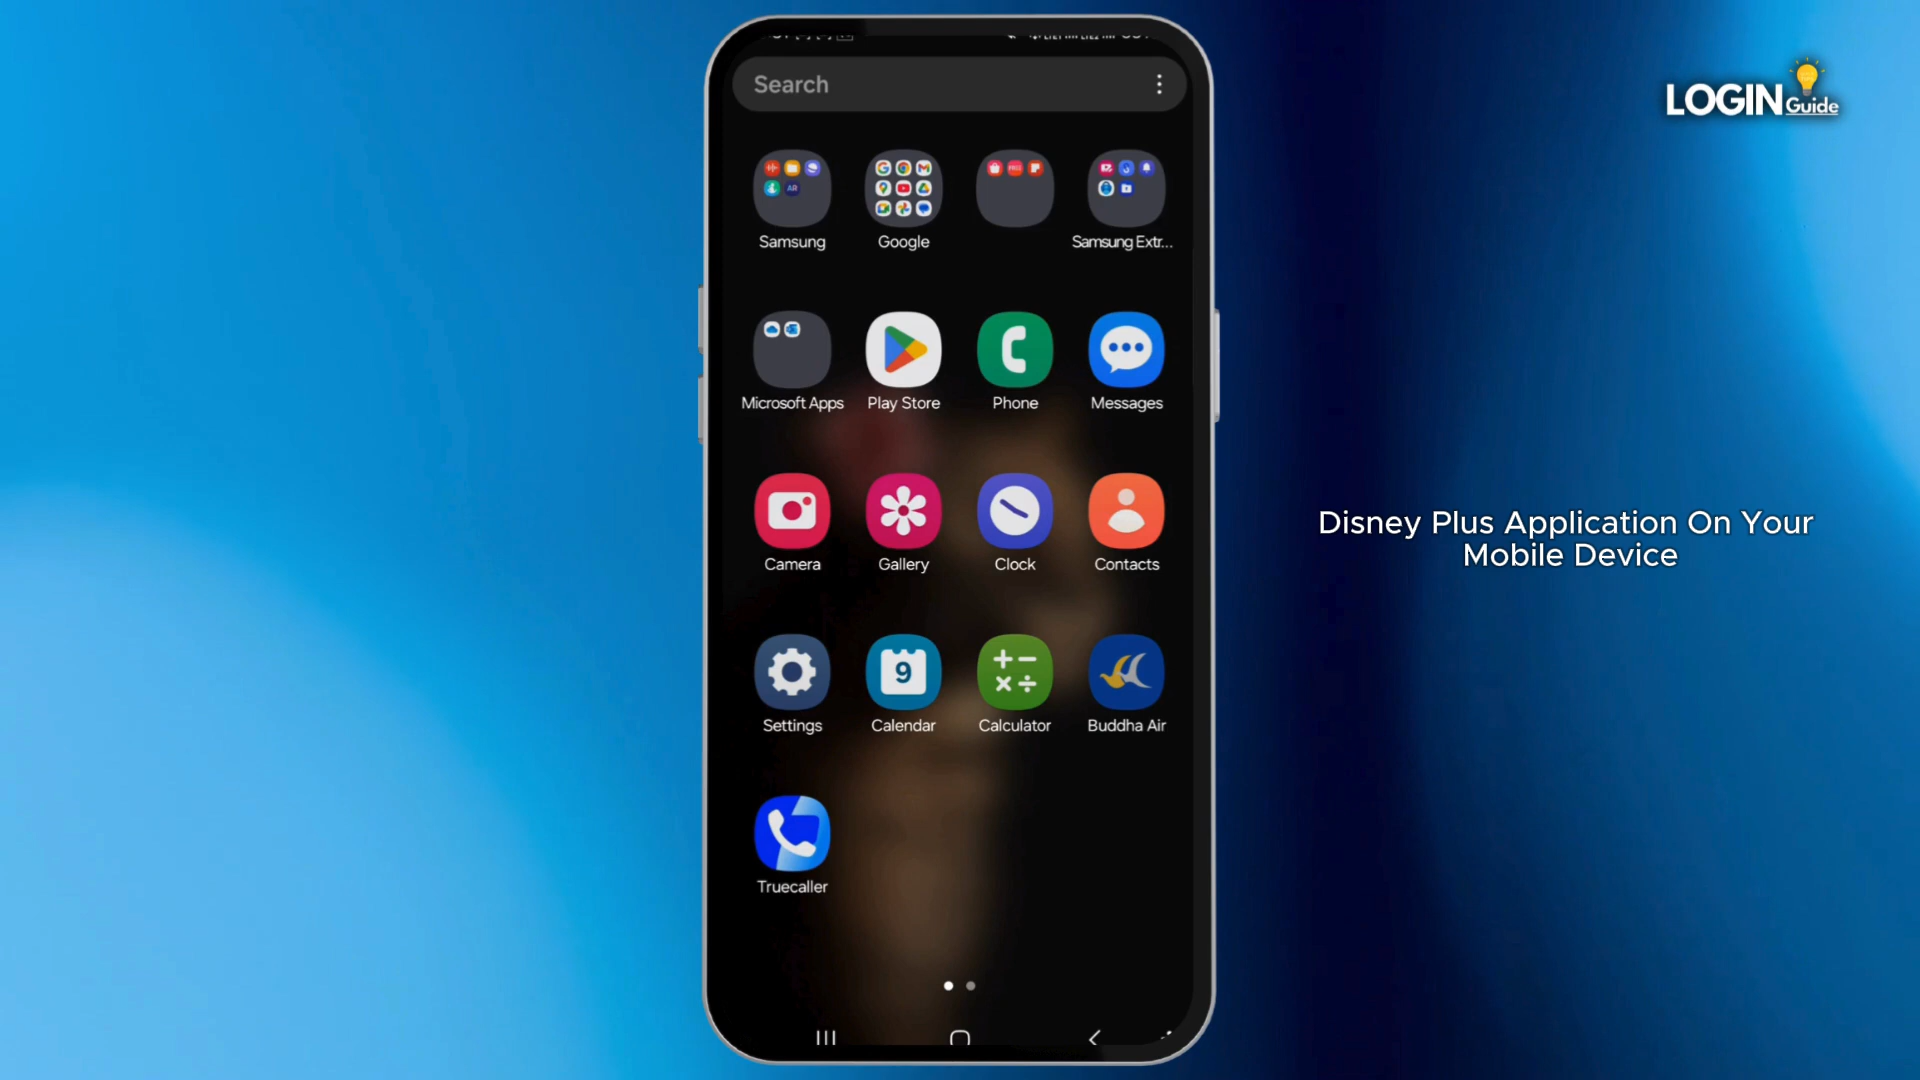 Search
LOGIN Guide
Samsung
Google
Samsung Extr...
Microsoft Apps
Play Store
Phone
Messages
Camera
Gallery
Clock
Contacts
Disney Plus Application On Your
Mobile Device
9
Settings
Calendar
Calculator
Buddha Air
Truecaller